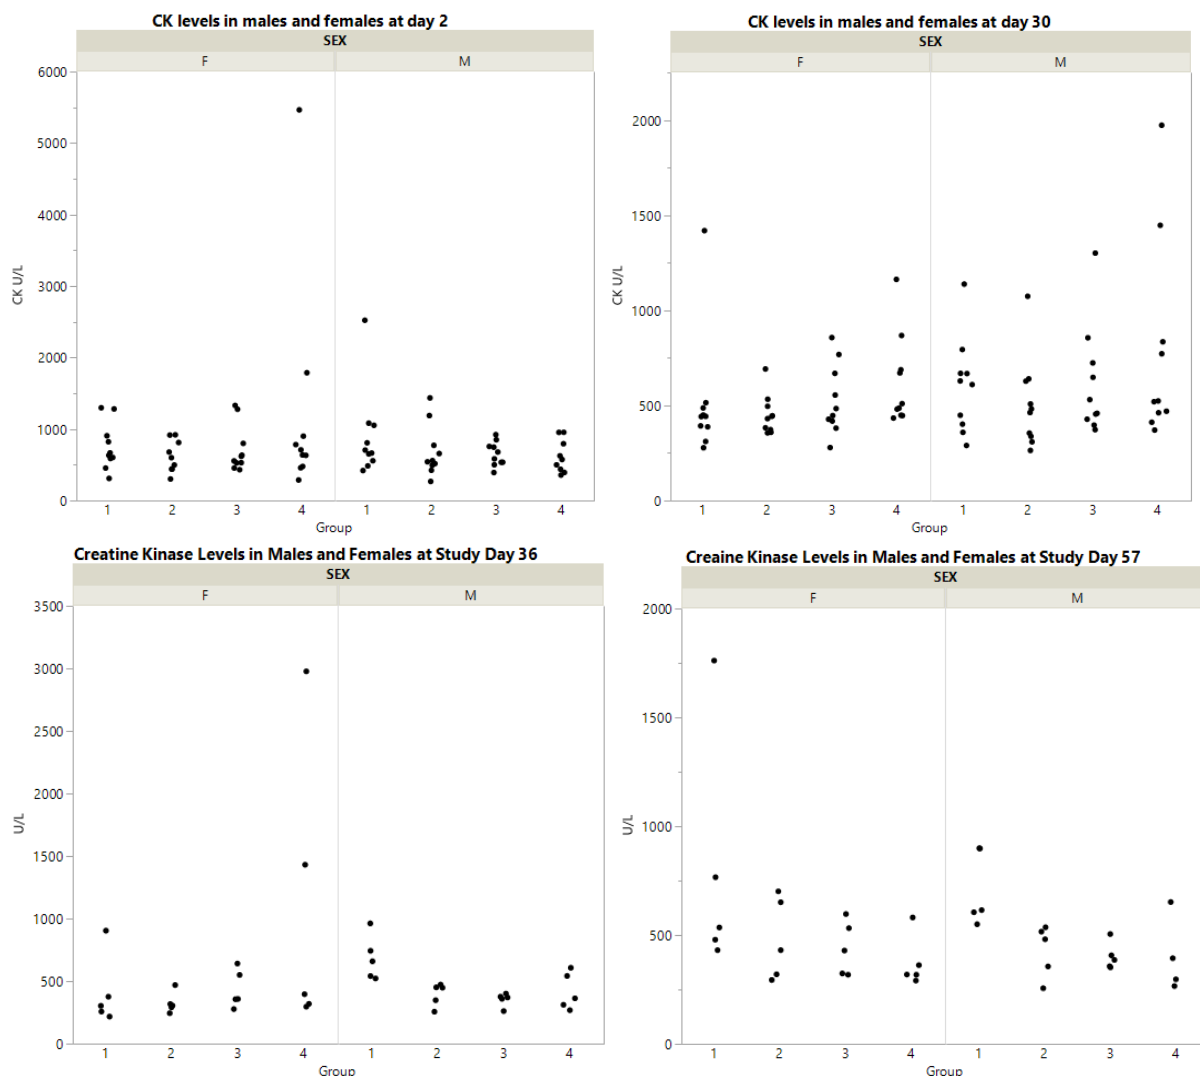 CK levels in males and females at day 2
SEX
F M
6000
5000
4000
3000
2000
1000
0
CK U/L
1 2 3 4 1 2 3 4
Group
CK levels in males and females at day 30
SEX
F M
2000
1500
1000
500
0
CK U/L
1 2 3 4 1 2 3 4
Group
Creatine Kinase Levels in Males and Females at Study Day 36
SEX
F M
3500
3000
2500
2000
1500
1000
500
0
U/L
1 2 3 4 1 2 3 4
Group
Creaine Kinase Levels in Males and Females at Study Day 57
SEX
F M
2000
1500
1000
500
0
U/L
1 2 3 4 1 2 3 4
Group